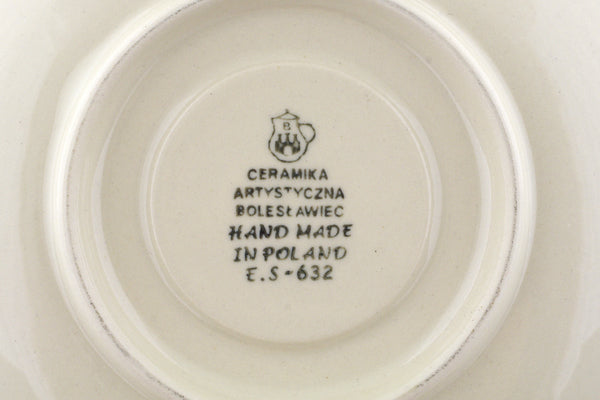 B
CERAMIKA
ARTYSTYCZNA
BOLESŁAWIEC
HAND MADE
IN POLAND
E.S-632